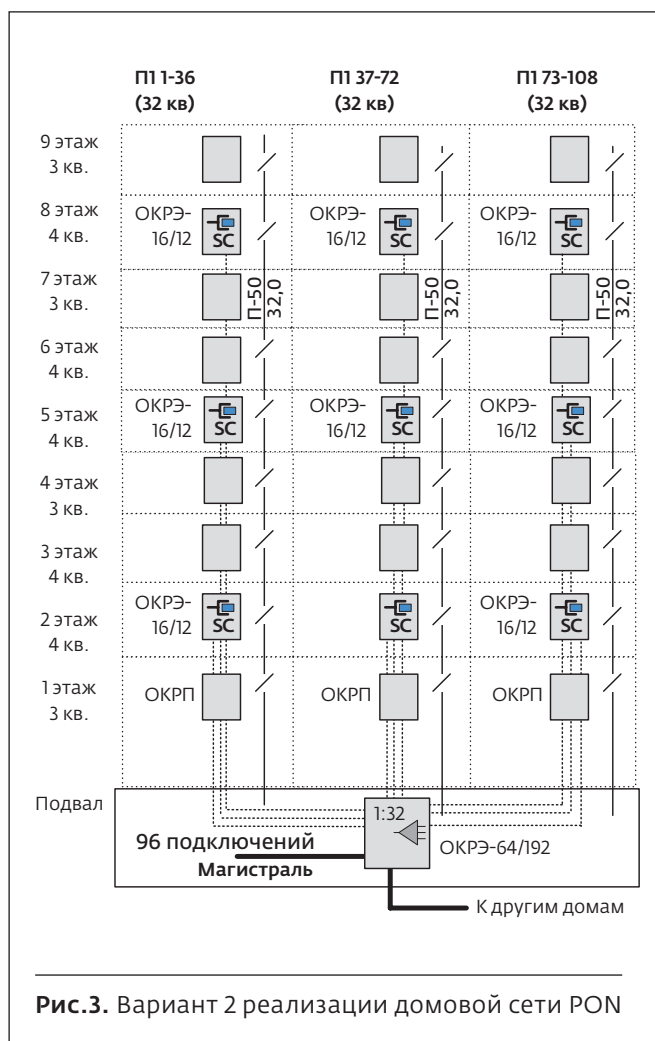 П1 1-36 П1 37-72 П1 73-108
(32 кв) (32 кв) (32 кв)
9 этаж
3 кв.
8 этаж ОКРЭ- ОКРЭ- ОКРЭ-
4 кв. 16/12 SC 16/12 SC 16/12 SC
7 этаж
3 кв.
П-50 П-50 П-50
32,0 32,0 32,0
6 этаж
4 кв.
5 этаж ОКРЭ- ОКРЭ- ОКРЭ-
4 кв. 16/12 SC 16/12 SC 16/12 SC
4 этаж
3 кв.
3 этаж
4 кв.
2 этаж ОКРЭ- ОКРЭ-
4 кв. 16/12 SC SC 16/12 SC
1 этаж ОКРП ОКРП ОКРП
3 кв.
Подвал
1:32
96 подключений ОКРЭ-64/192
Магистраль
К другим домам
Рис.3. Вариант 2 реализации домовой сети PON